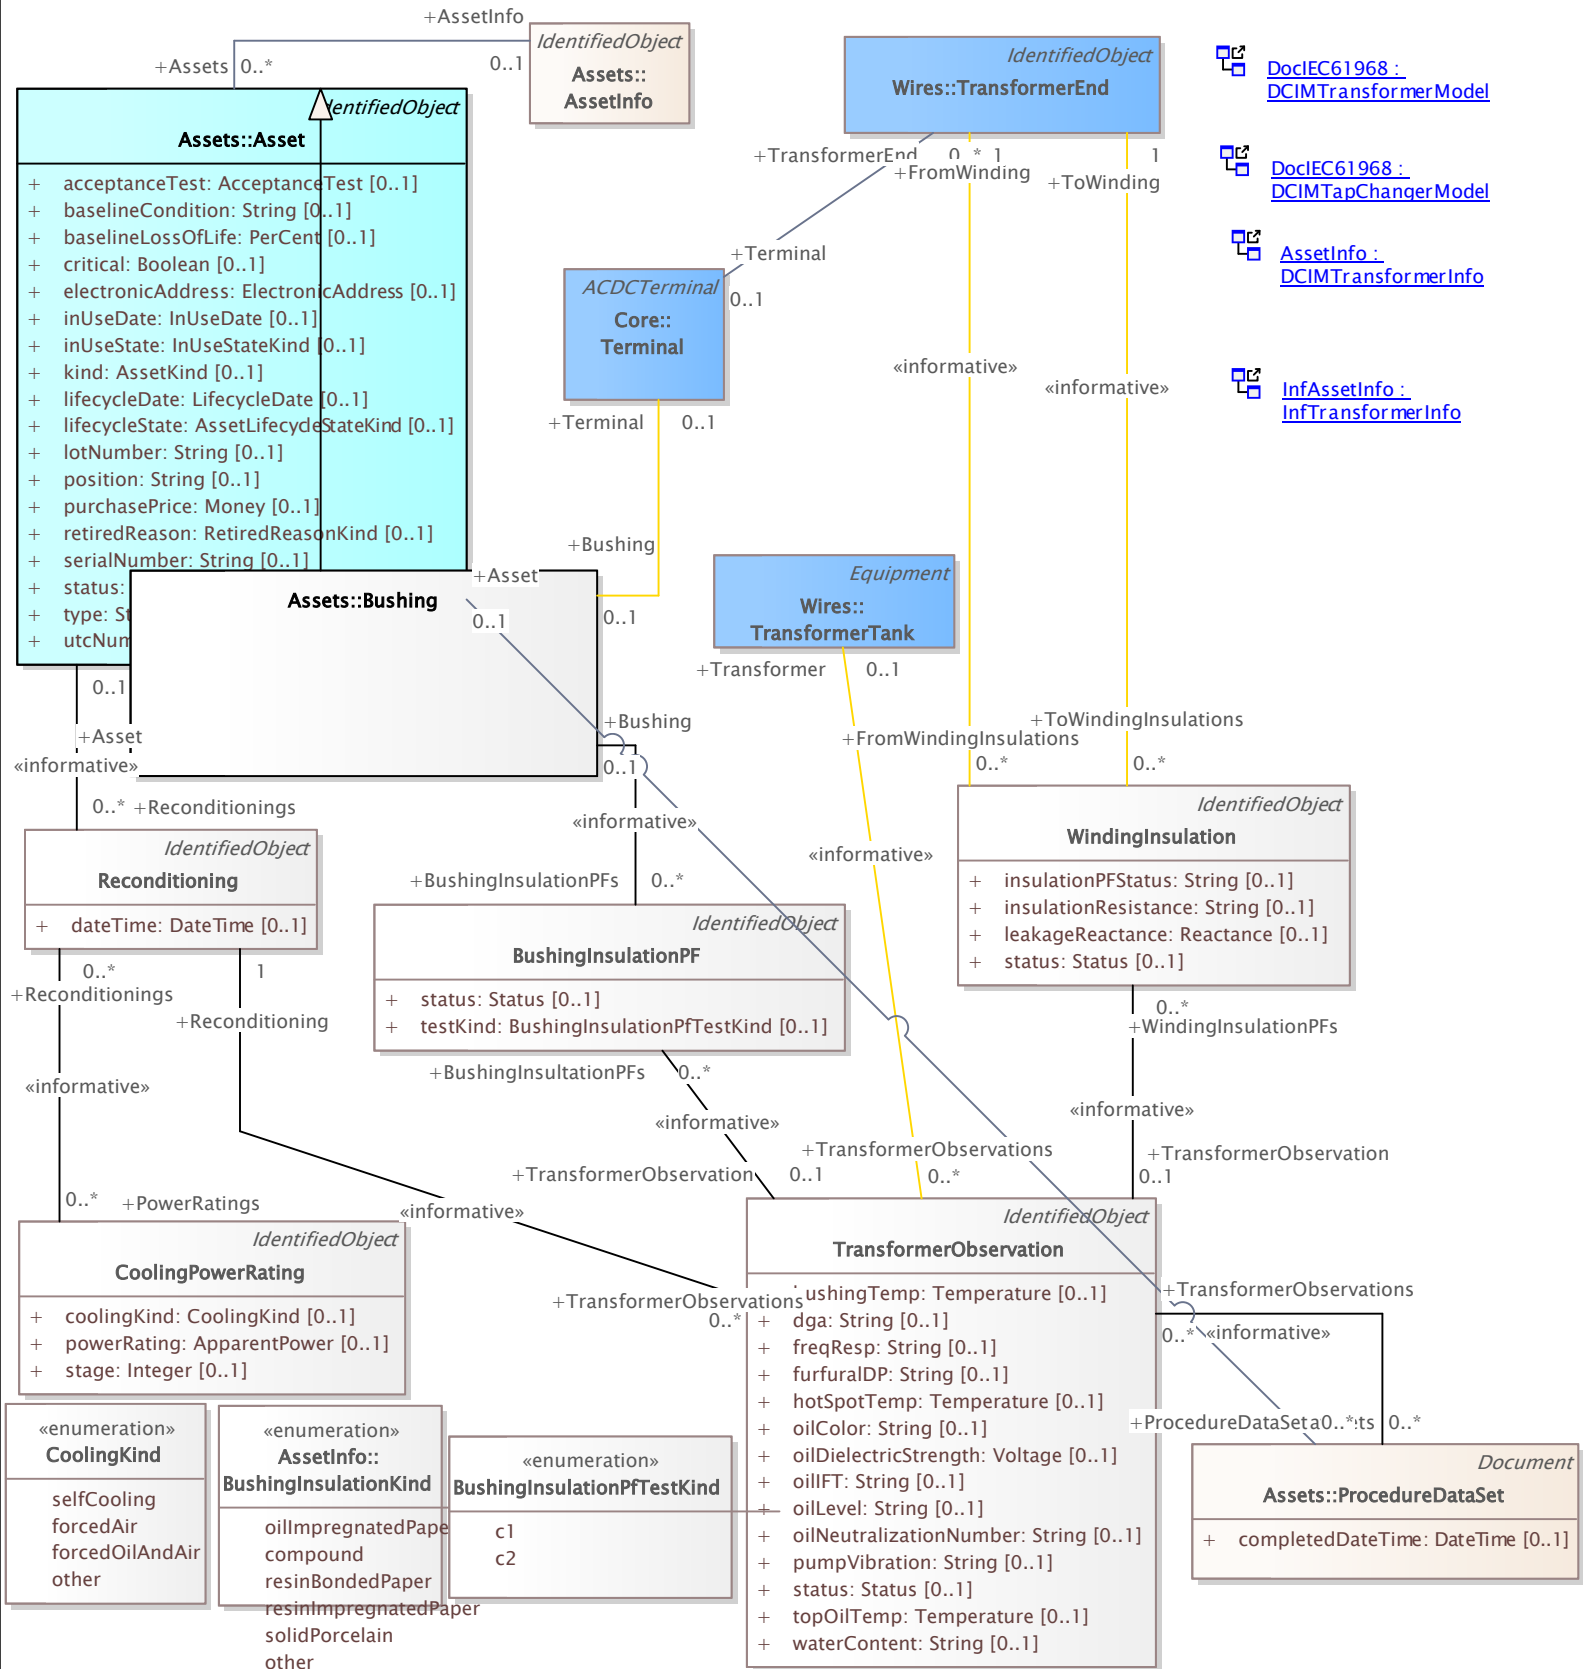 +AssetInfo
+Assets 0..*
0..1
IdentifiedObject
Assets::
AssetInfo
IdentifiedObject
Wires::TransformerEnd
DocIEC61968 :
DCIMTransformerModel
DocIEC61968 :
DCIMTapChangerModel
AssetInfo :
DCIMTransformerInfo
InfAssetInfo :
InfTransformerInfo
IdentifiedObject
Assets::Asset
+ acceptanceTest: AcceptanceTest [0..1]
+ baselineCondition: String [0..1]
+ baselineLossOfLife: PerCent [0..1]
+ critical: Boolean [0..1]
+ electronicAddress: ElectronicAddress [0..1]
+ inUseDate: InUseDate [0..1]
+ inUseState: InUseStateKind [0..1]
+ kind: AssetKind [0..1]
+ lifecycleDate: LifecycleDate [0..1]
+ lifecycleState: AssetLifecycleStateKind [0..1]
+ lotNumber: String [0..1]
+ position: String [0..1]
+ purchasePrice: Money [0..1]
+ retiredReason: RetiredReasonKind [0..1]
+ serialNumber: String [0..1]
+ status:
+ type: St
+ utcNum
+TransformerEnd 0..* 1
+FromWinding
1
+ToWinding
+Terminal
0..1
ACDCTerminal
Core::
Terminal
+Terminal 0..1
«informative»
«informative»
+Bushing
0..1
Assets::Bushing
+Asset
0..1
Equipment
Wires::
TransformerTank
+Transformer 0..1
0..1
+Asset
«informative»
0..* +Reconditionings
+Bushing
0..1
«informative»
+BushingInsulationPFs 0..*
+ToWindingInsulations
+FromWindingInsulations
0..* 0..*
«informative»
IdentifiedObject
WindingInsulation
+ insulationPFStatus: String [0..1]
+ insulationResistance: String [0..1]
+ leakageReactance: Reactance [0..1]
+ status: Status [0..1]
IdentifiedObject
Reconditioning
+ dateTime: DateTime [0..1]
0..* 1
+Reconditionings
+Reconditioning
«informative»
IdentifiedObject
BushingInsulationPF
+ status: Status [0..1]
+ testKind: BushingInsulationPfTestKind [0..1]
+BushingInsultationPFs 0..*
«informative»
0..*
+WindingInsulationPFs
«informative»
+TransformerObservation
0..1
+TransformerObservations
0..*
+TransformerObservation 0..1
0..* +PowerRatings
«informative»
+TransformerObservations
0..*
IdentifiedObject
CoolingPowerRating
+ coolingKind: CoolingKind [0..1]
+ powerRating: ApparentPower [0..1]
+ stage: Integer [0..1]
IdentifiedObject
TransformerObservation
ushingTemp: Temperature [0..1]
+ dga: String [0..1]
+ freqResp: String [0..1]
+ furfuralDP: String [0..1]
+ hotSpotTemp: Temperature [0..1]
+ oilColor: String [0..1]
+ oilDielectricStrength: Voltage [0..1]
+ oilIFT: String [0..1]
+ oilLevel: String [0..1]
+ oilNeutralizationNumber: String [0..1]
+ pumpVibration: String [0..1]
+ status: Status [0..1]
+ topOilTemp: Temperature [0..1]
+ waterContent: String [0..1]
+TransformerObservations
0..* «informative»
+ProcedureDataSeta0..* ts 0..*
Document
Assets::ProcedureDataSet
+ completedDateTime: DateTime [0..1]
«enumeration»
CoolingKind
selfCooling
forcedAir
forcedOilAndAir
other
«enumeration»
AssetInfo::
BushingInsulationKind
oilImpregnatedPape
compound
resinBondedPaper
resinImpregnatedPaper
solidPorcelain
other
«enumeration»
BushingInsulationPfTestKind
c1
c2